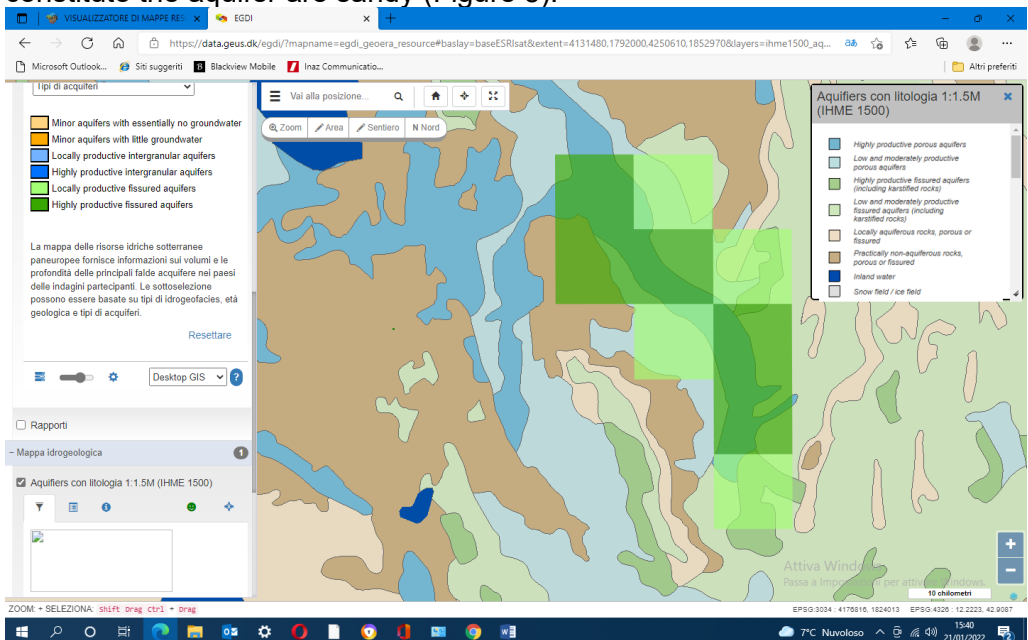 constitute the aquifer are sandy (Figure 3).
VISUALIZZATORE DI MAPPE RES
EGDI
https://data.geus.dk/egdi/?mapname=egdi_geoera_resource#baslay=baseESRIsat&extent=4131480,1792000,4250610,1852970&layers=ihme1500_aq...
Microsoft Outlook...
Siti suggeriti
Blackview Mobile
Inaz Communicatio...
Altri preferiti
Tipi di acquiferi
Minor aquifers with essentially no groundwater
Minor aquifers with little groundwater
Locally productive intergranular aquifers
Highly productive intergranular aquifers
Locally productive fissured aquifers
Highly productive fissured aquifers
La mappa delle risorse idriche sotterranee
paneuropee fornisce informazioni sui volumi e le
profondità delle principali falde acquifere nei paesi
delle indagini partecipanti. Le sottoselezione
possono essere basate su tipi di idrogeofacies, età
geologica e tipi di acquiferi.
Resettare
Desktop GIS
?
Rapporti
− Mappa idrogeologica
1
Aquifiers con litologia 1:1.5M (IHME 1500)
Vai alla posizione...
Zoom
Area
Sentiero
N Nord
Aquifiers con litologia 1:1.5M
(IHME 1500)
Highly productive porous aquifers
Low and moderately productive
porous aquifers
Highly productive fissured aquifers
(including karstified rocks)
Low and moderately productive
fissured aquifers (including
karstified rocks)
Locally aquiferous rocks, porous or
fissured
Practically non-aquiferous rocks,
porous or fissured
Inland water
Snow field / ice field
Attiva Windows
10 chilometri
ZOOM: + SELEZIONA: Shift Drag Ctrl + Drag
EPSG:3034 : 4176816, 1824013
EPSG:4326 : 12.2223, 42.9087
7°C Nuvoloso
15:40
21/01/2022